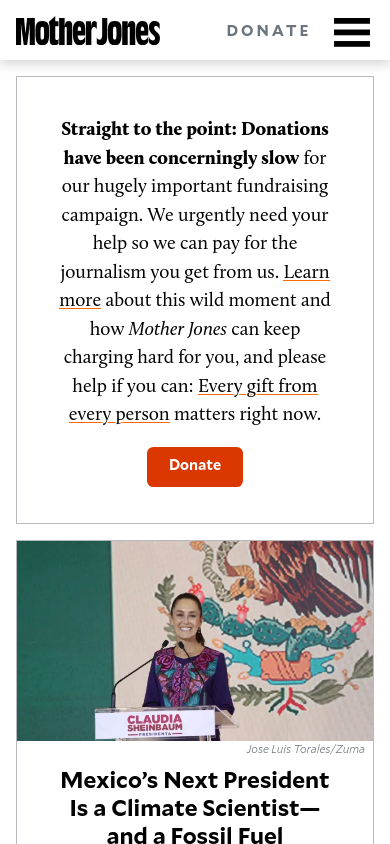 Mother Jones
DONATE
Straight to the point: Donations
have been concerningly slow for
our hugely important fundraising
campaign. We urgently need your
help so we can pay for the
journalism you get from us. Learn
more about this wild moment and
how Mother Jones can keep
charging hard for you, and please
help if you can: Every gift from
every person matters right now.
Donate
CLAUDIA
SHEINBAUM
PRESIDENTA
Jose Luis Torales/Zuma
Mexico’s Next President
Is a Climate Scientist—
and a Fossil Fuel